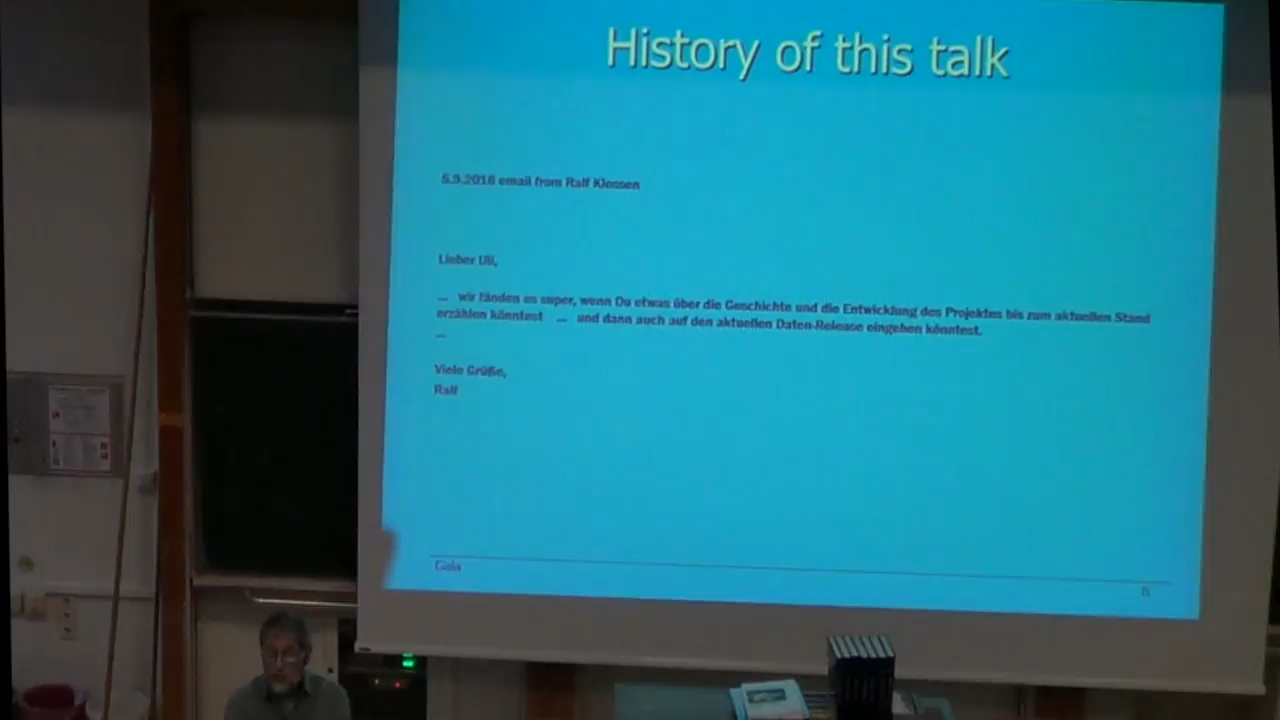 History of this talk
5.9.2016 email from Ralf Klessen
Lieber Uli,
... wir fänden es super, wenn Du etwas über die Geschichte und die Entwicklung des Projektes bis zum aktuellen Stand
erzählen könntest ... und dann auch auf den aktuellen Daten-Release eingehen könntest.
...
Viele Grüße,
Ralf
Gaia